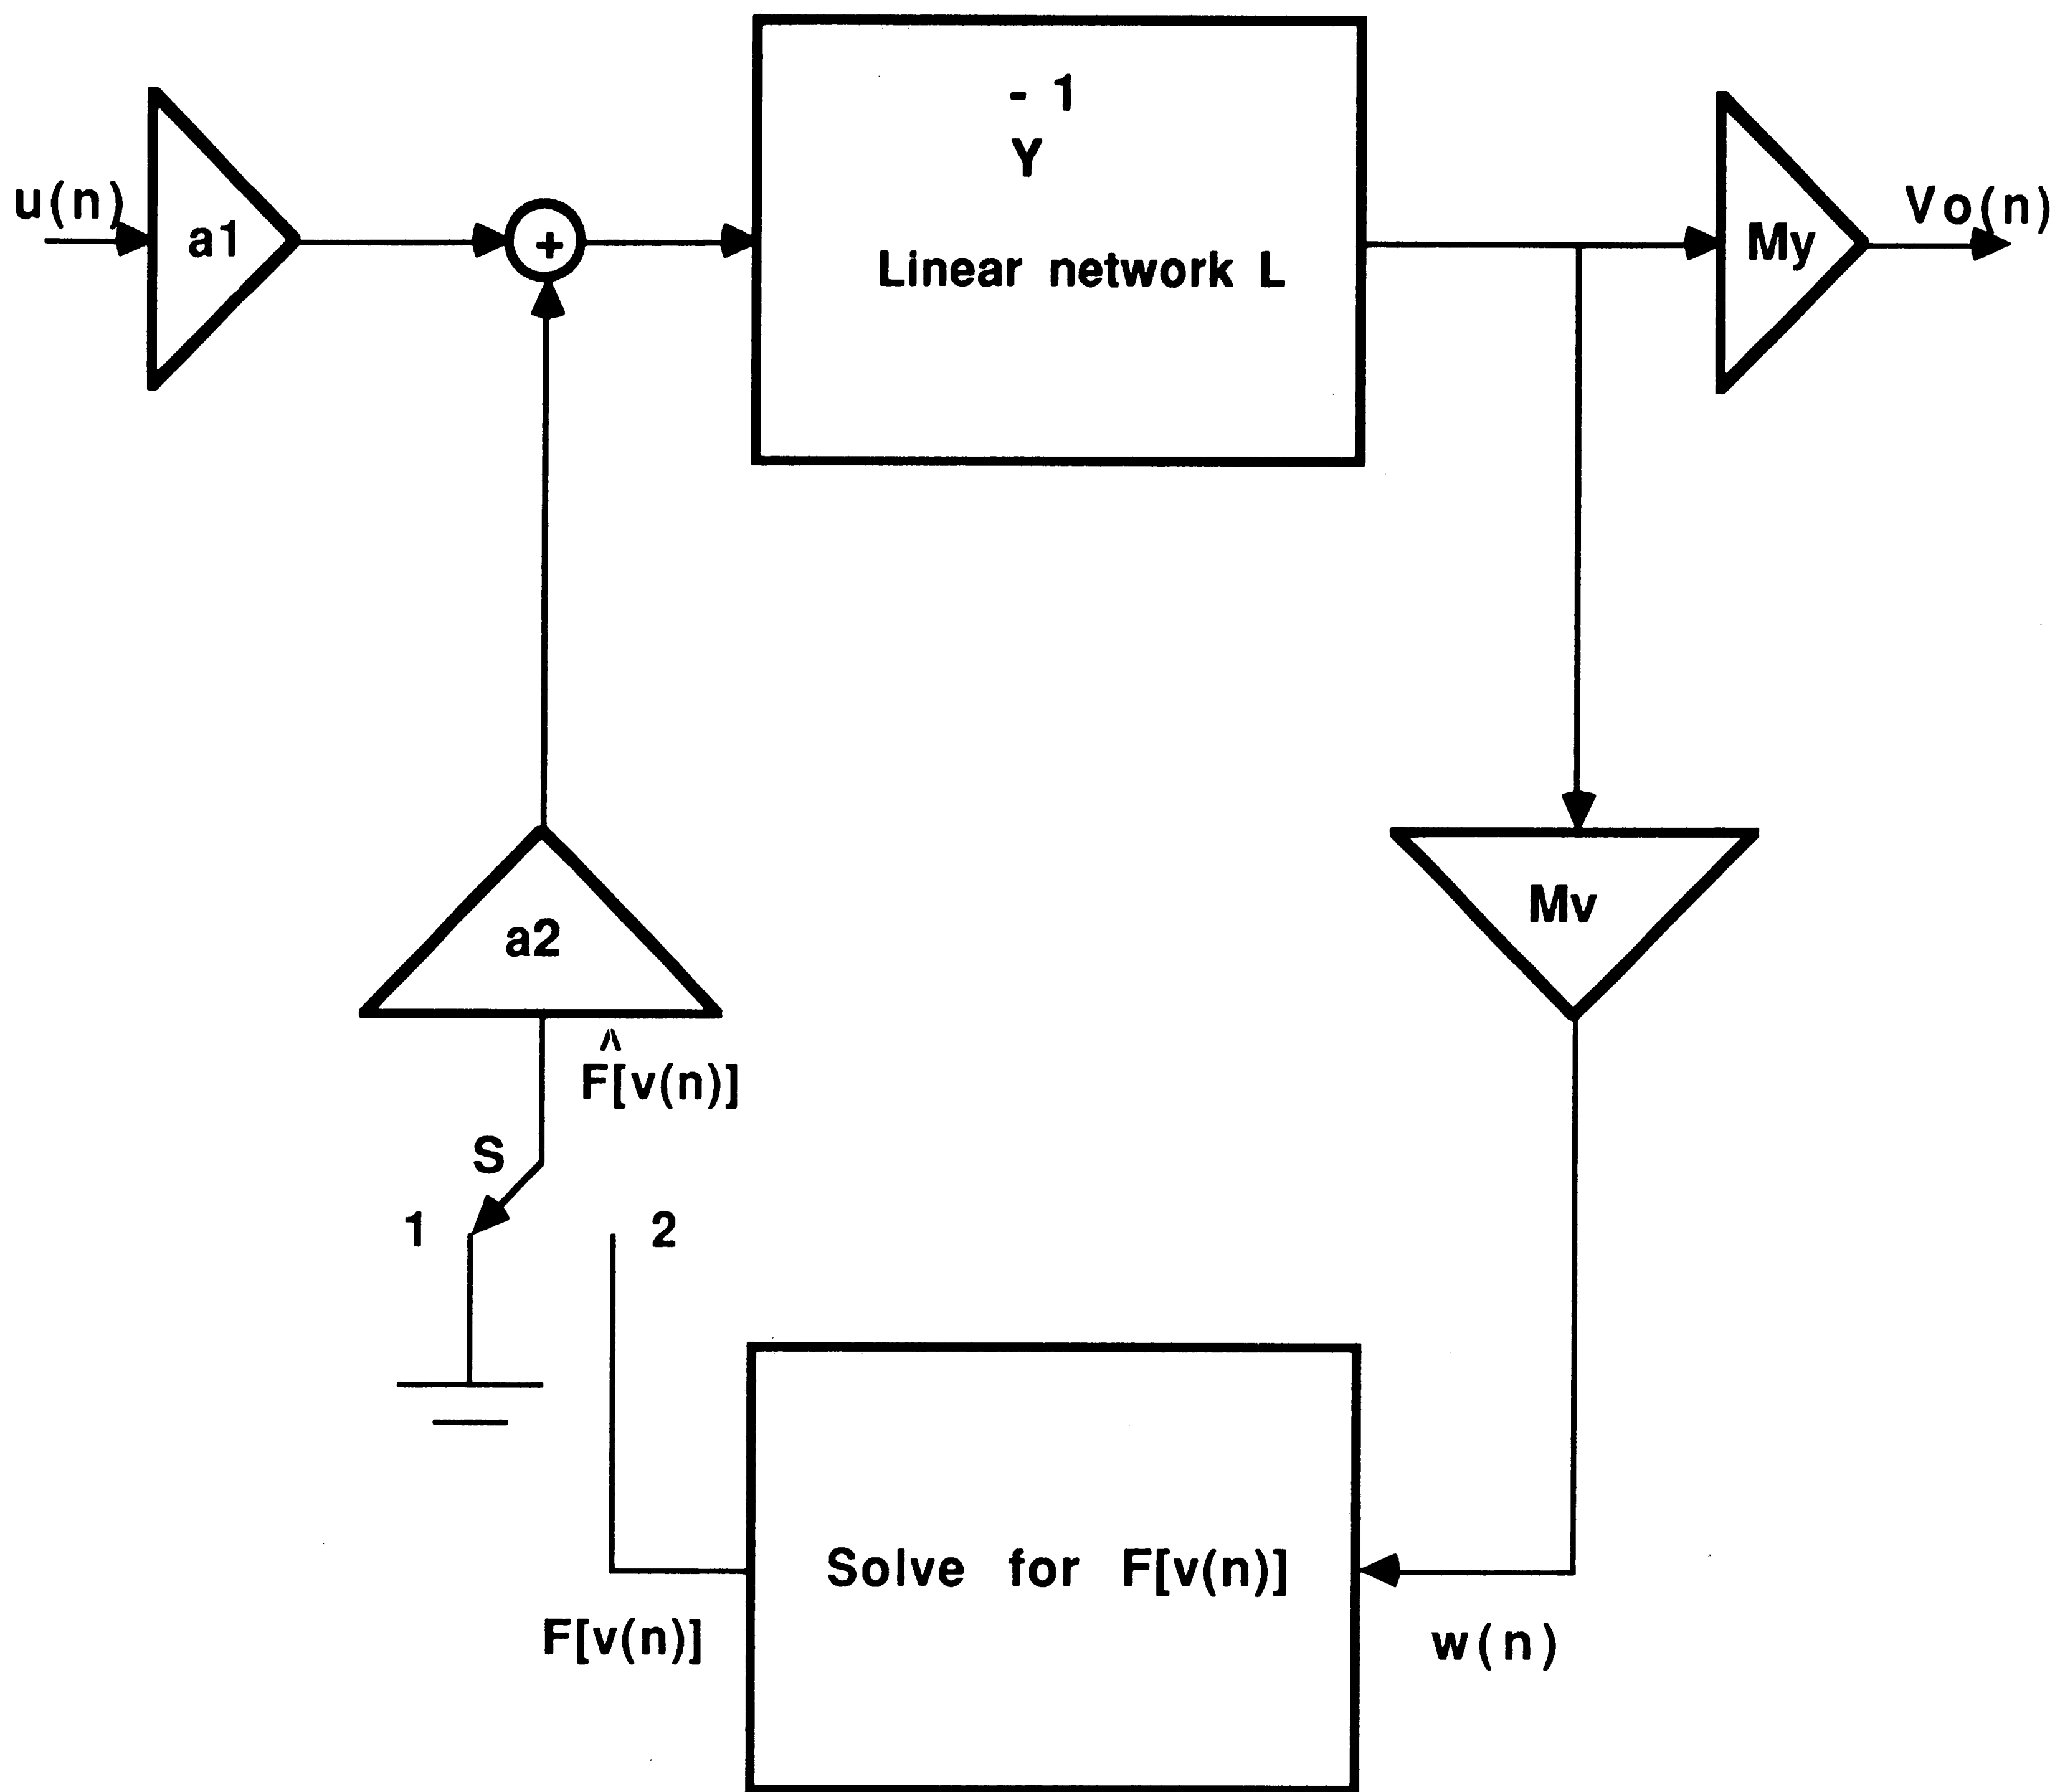 - 1
Y
u(n)
a1
+
Linear network L
My
Vo(n)
a2
Mv
^
F[v(n)]
S
1
2
Solve for F[v(n)]
F[v(n)]
w(n)